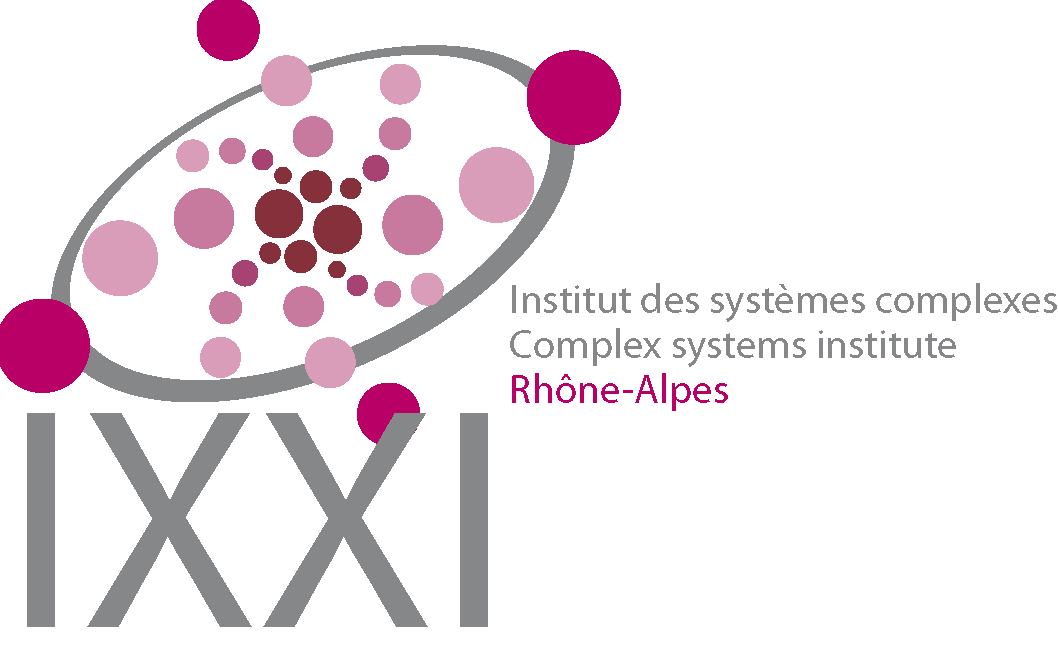 Institut des systèmes complexes
Complex systems institute
Rhône-Alpes
IXXI